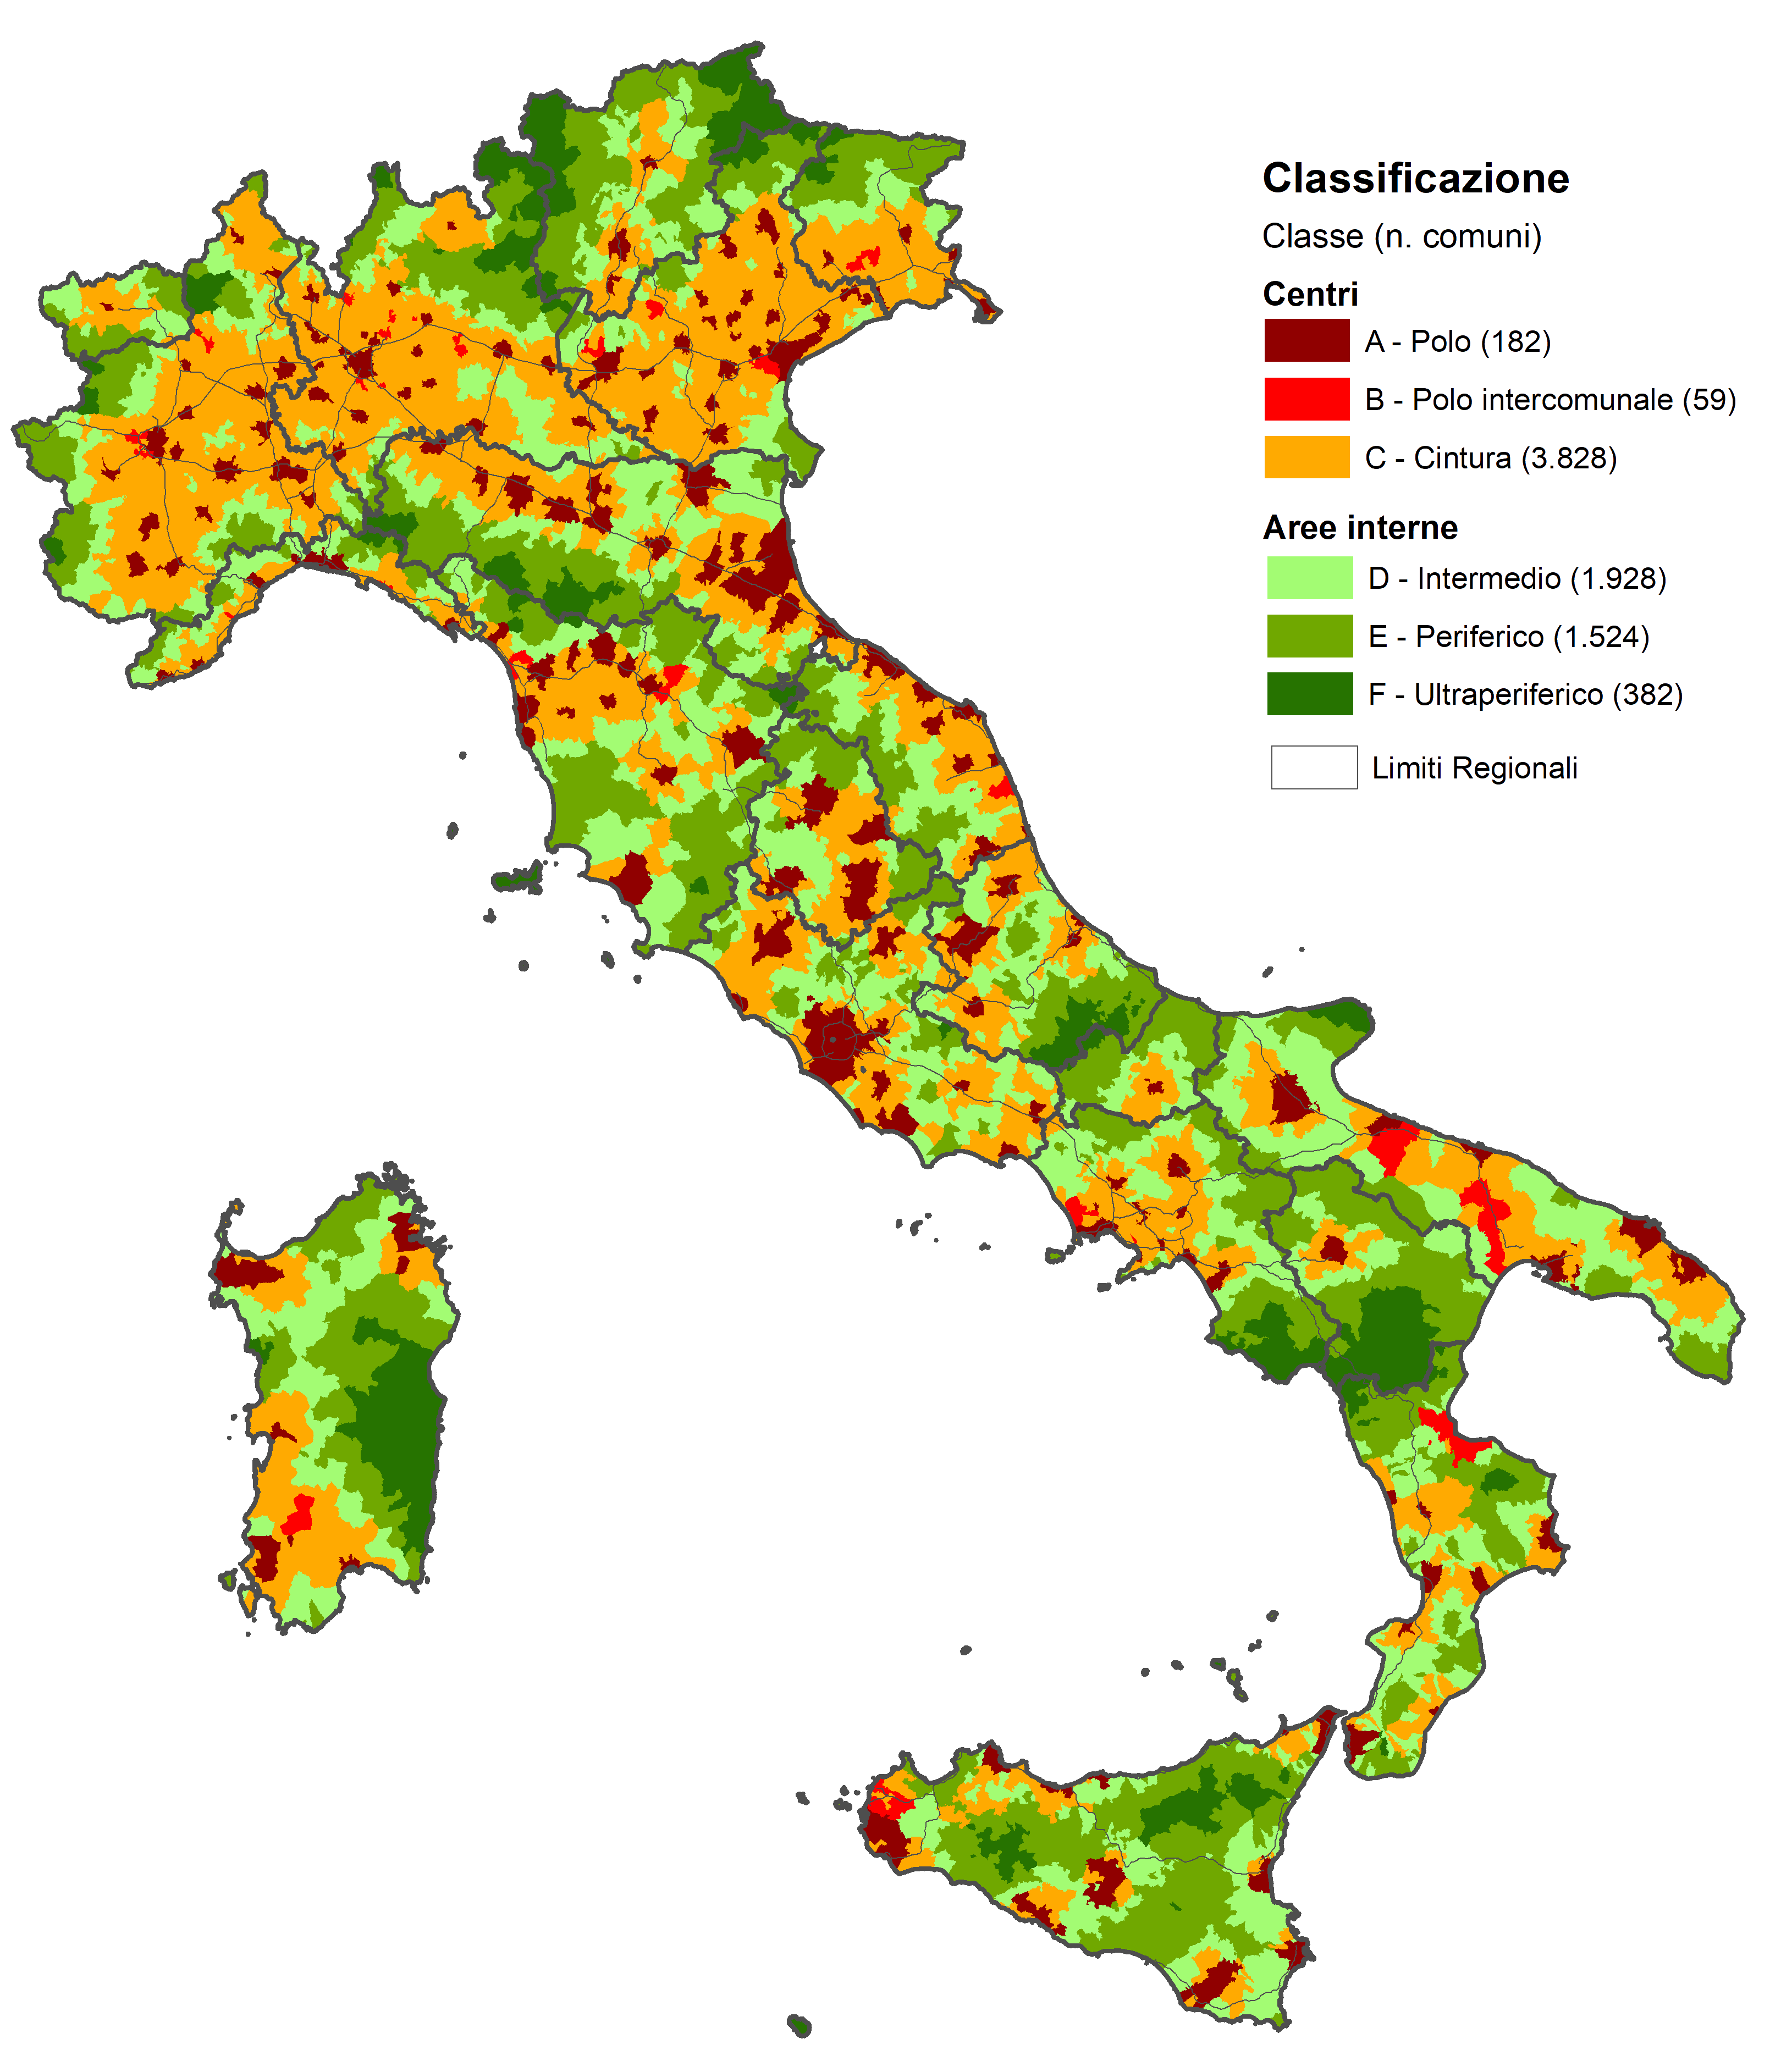 Classificazione
Classe (n. comuni)
Centri
A - Polo (182)
B - Polo intercomunale (59)
C - Cintura (3.828)
Aree interne
D - Intermedio (1.928)
E - Periferico (1.524)
F - Ultraperiferico (382)
Limiti Regionali